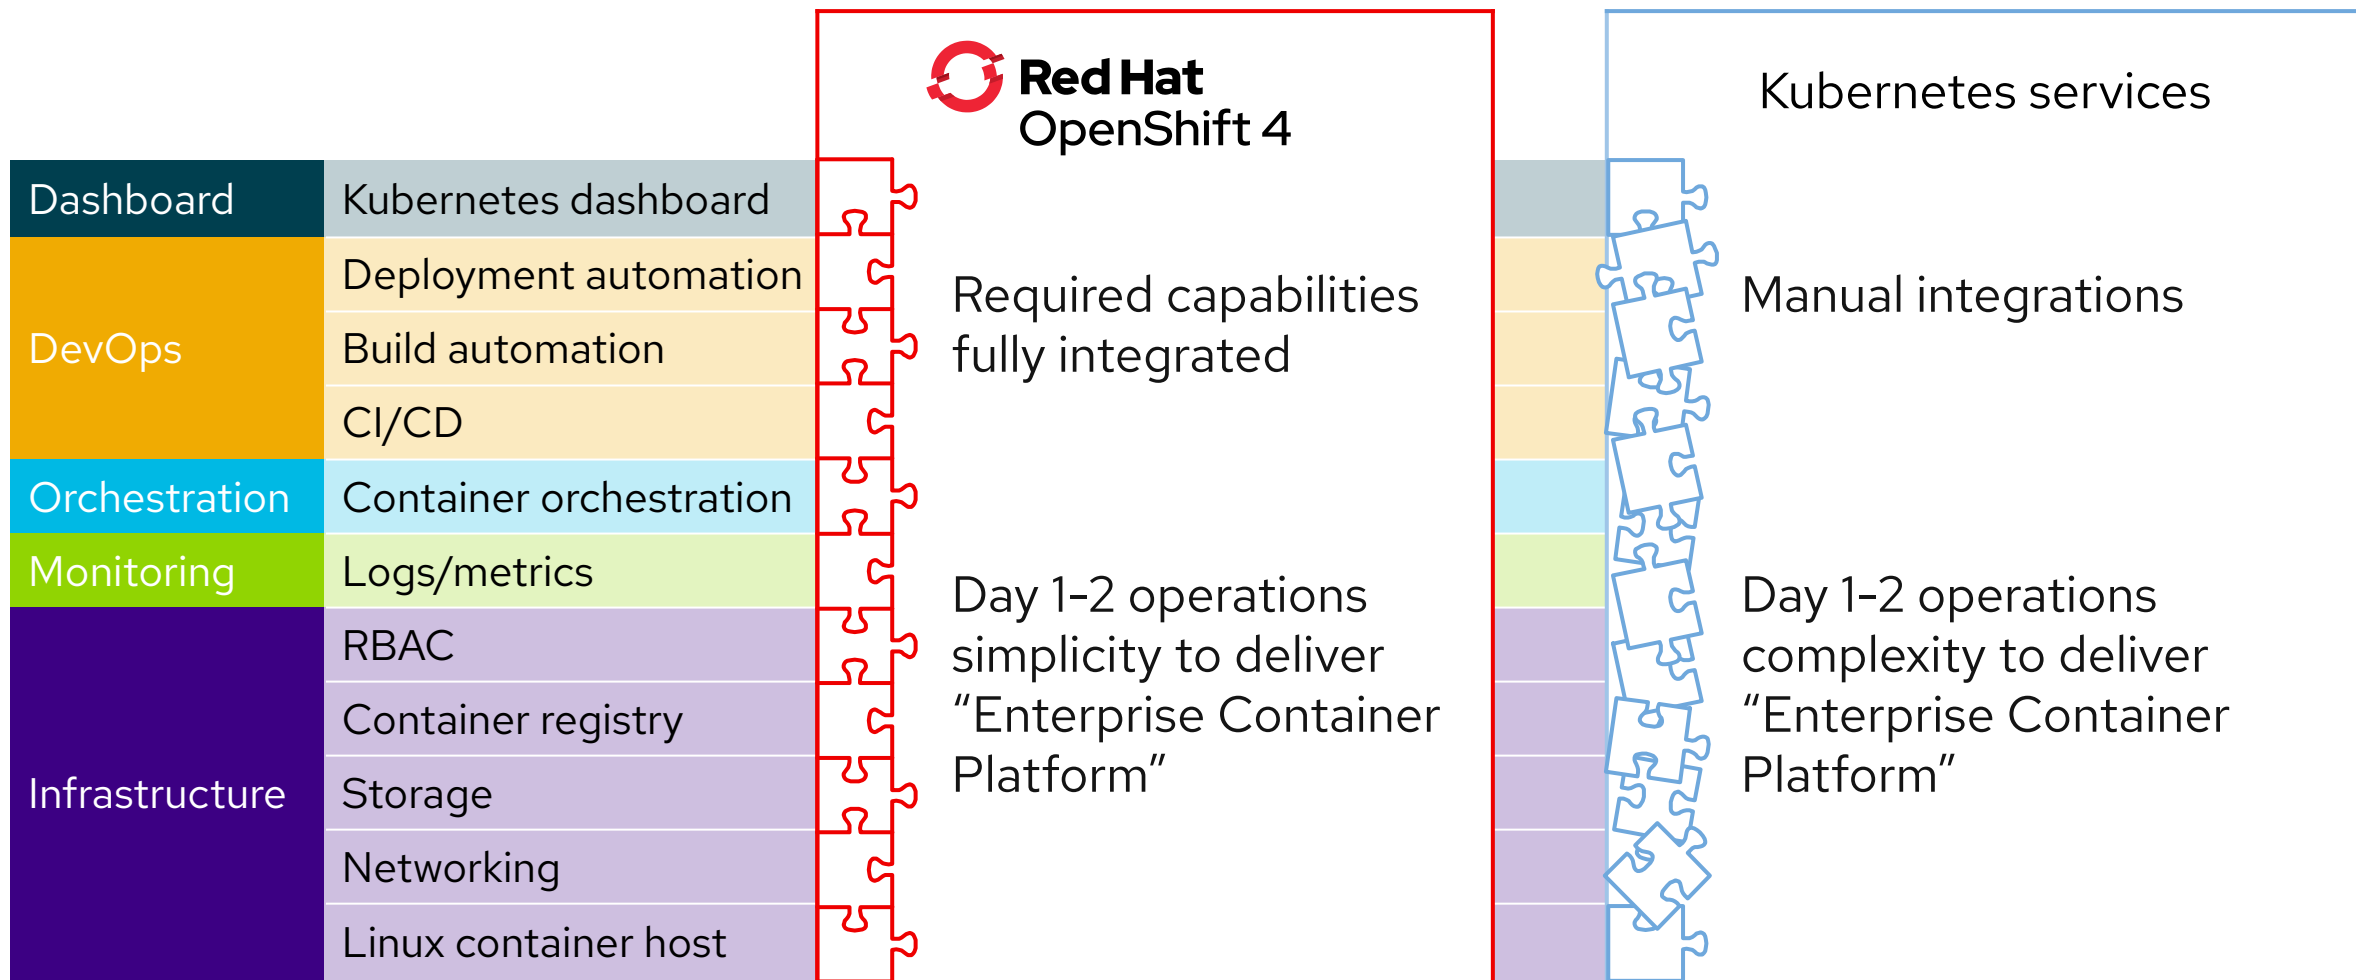 Red Hat
OpenShift 4
Kubernetes services
Dashboard
Kubernetes dashboard
DevOps
Deployment automation
Build automation
CI/CD
Orchestration
Container orchestration
Monitoring
Logs/metrics
Infrastructure
RBAC
Container registry
Storage
Networking
Linux container host
Required capabilities
fully integrated
Day 1-2 operations
simplicity to deliver
“Enterprise Container
Platform”
Manual integrations
Day 1-2 operations
complexity to deliver
“Enterprise Container
Platform”